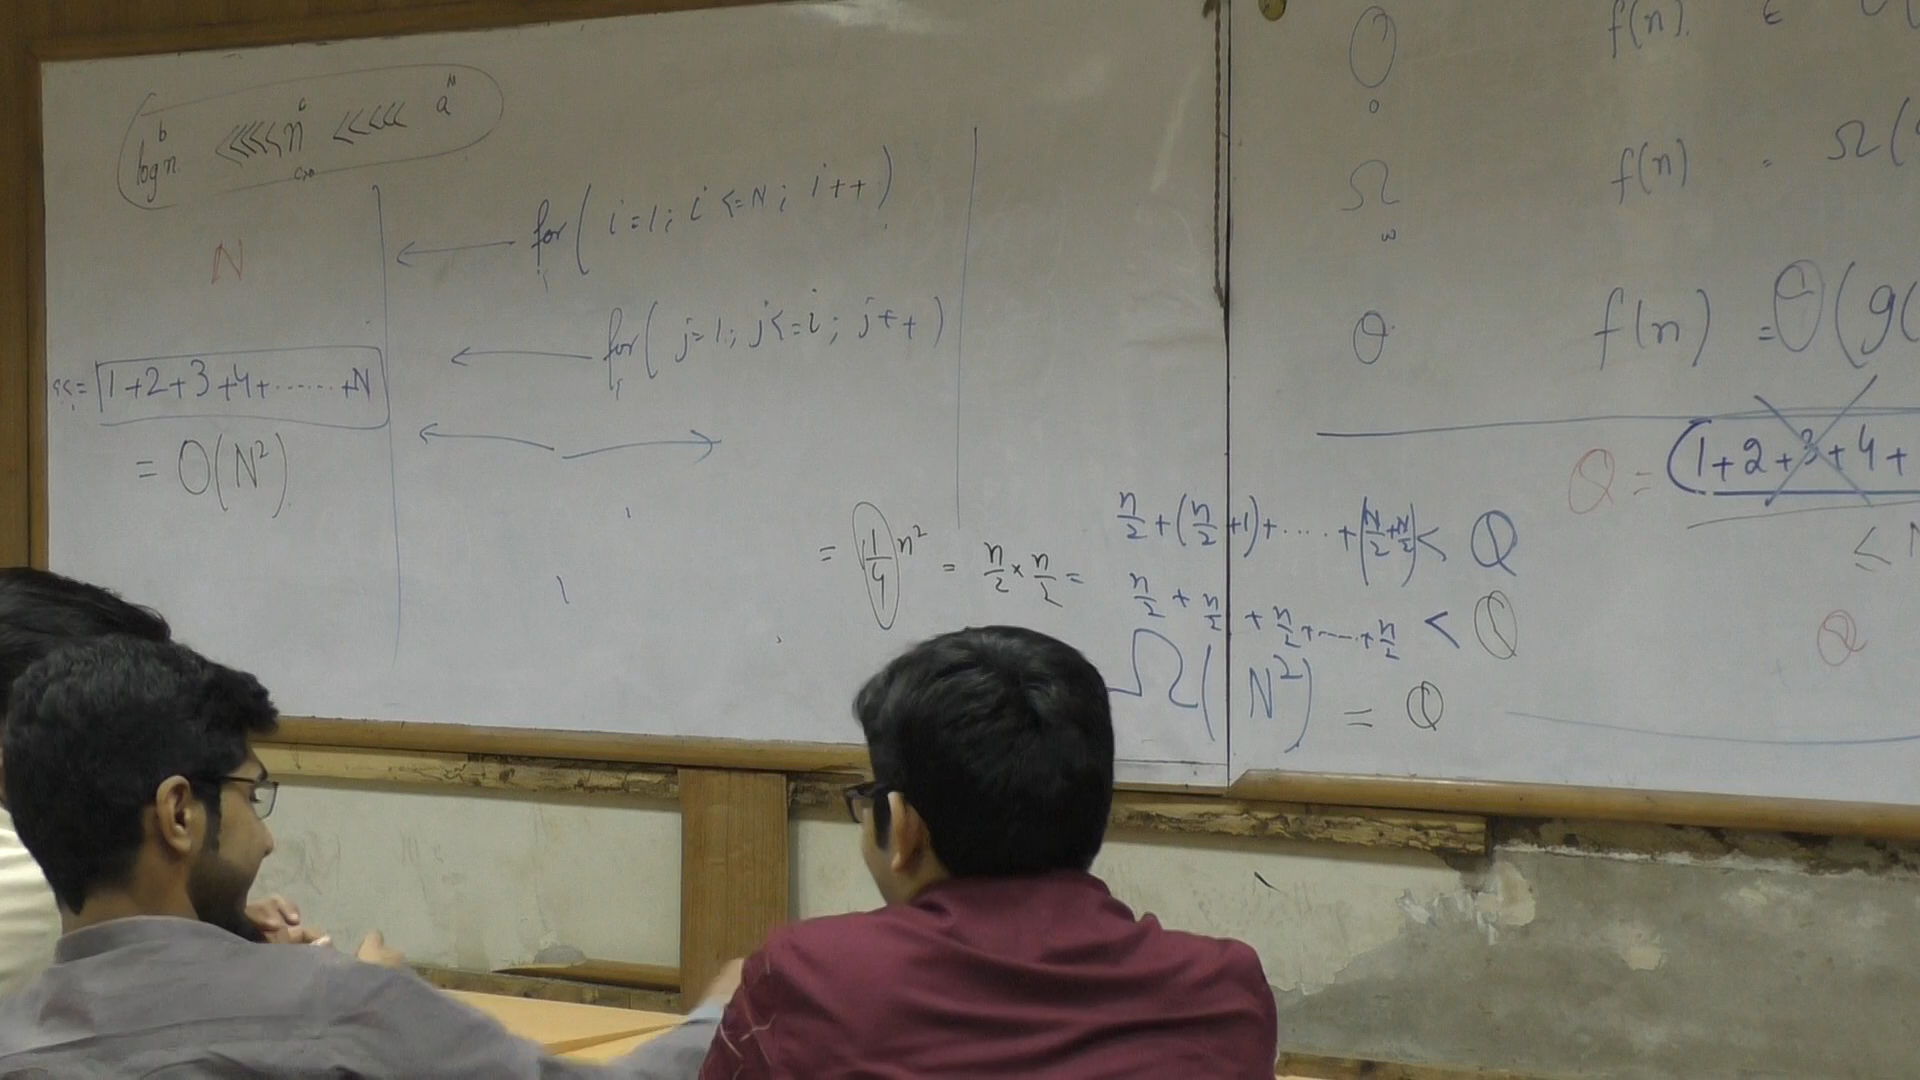 log^b n <<<<< n^c <<<<< a^n
c>0
for( i=1; i<=N; i++)
N
for( j=1; j<=i; j++)
= 1+2+3+4+......+N
= O(N²)
n/2+(n/2+1)+....+(N/2+N/2)< Q
= (1/4)n² = n/2×n/2 = n/2+n/2+n/2+....+n/2 < Q
Ω(N²) = Q
O f(n) ∈
o
Ω f(n) = Ω(
ω
θ f(n) = Θ(g(
Q = (1+2+3+4+
≤
Q